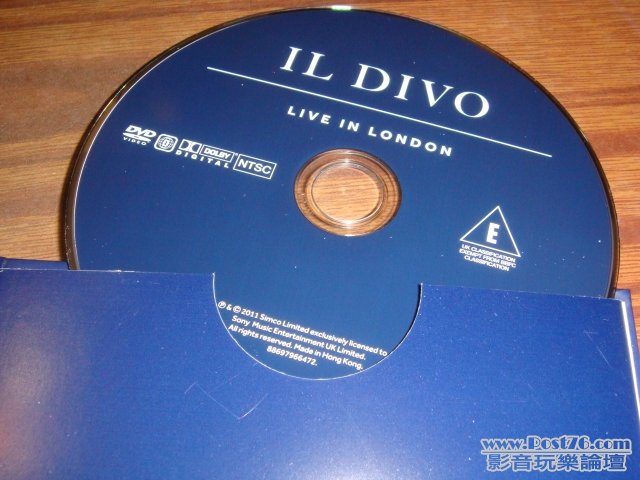 IL DIVO
LIVE IN LONDON
DVD
VIDEO
DOLBY
DIGITAL
NTSC
E
UK CLASSIFICATION
EXEMPT FROM BBFC
CLASSIFICATION
℗ & © 2011 Simco Limited exclusively licensed to
Sony Music Entertainment UK Limited.
All rights reserved. Made in Hong Kong.
88697966472.
www.Post76.com
影音玩樂論壇